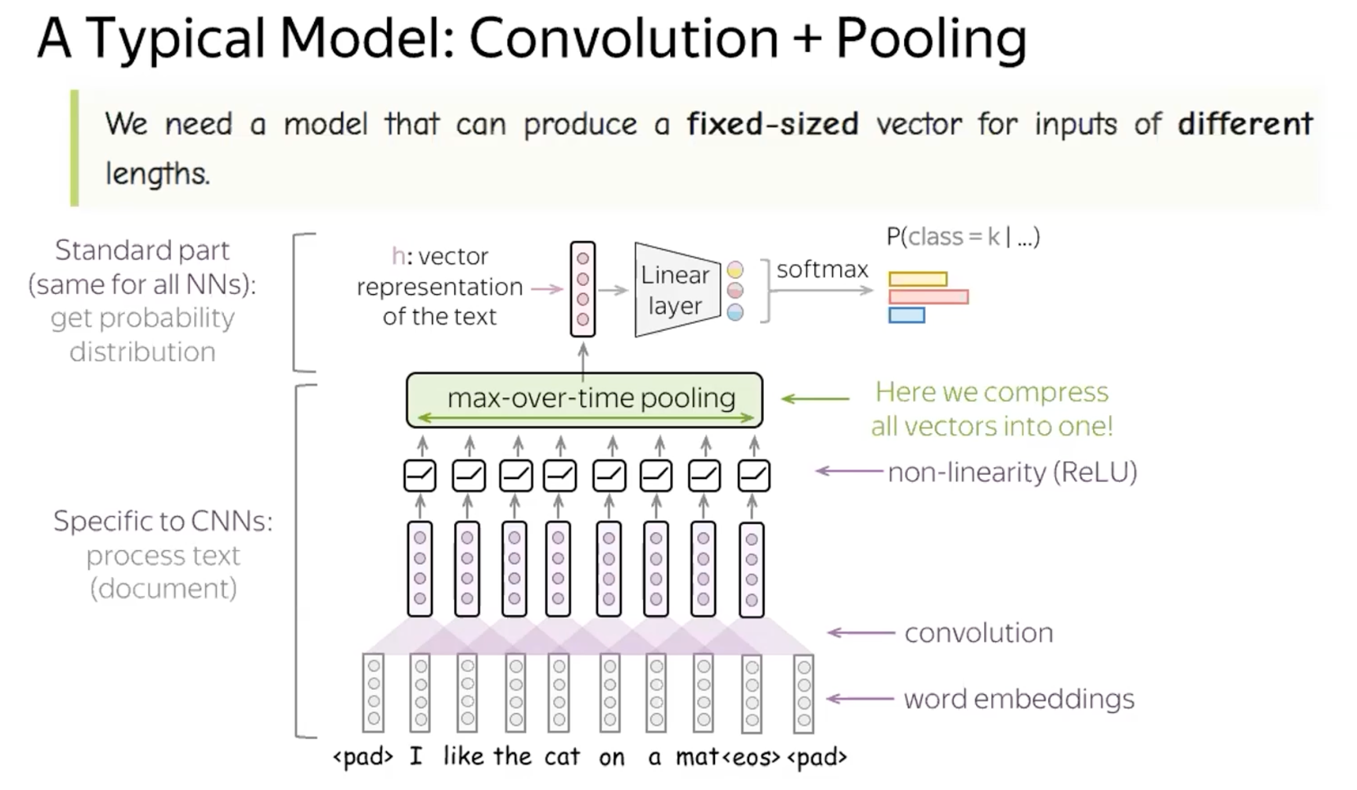 A Typical Model: Convolution + Pooling
We need a model that can produce a fixed-sized vector for inputs of different
lengths.
Standard part
(same for all NNs):
get probability
distribution
h: vector
representation
of the text
Linear
layer
softmax
P(class = k | ...)
max-over-time pooling
Here we compress
all vectors into one!
non-linearity (ReLU)
Specific to CNNs:
process text
(document)
convolution
word embeddings
<pad> I like the cat on a mat <eos> <pad>